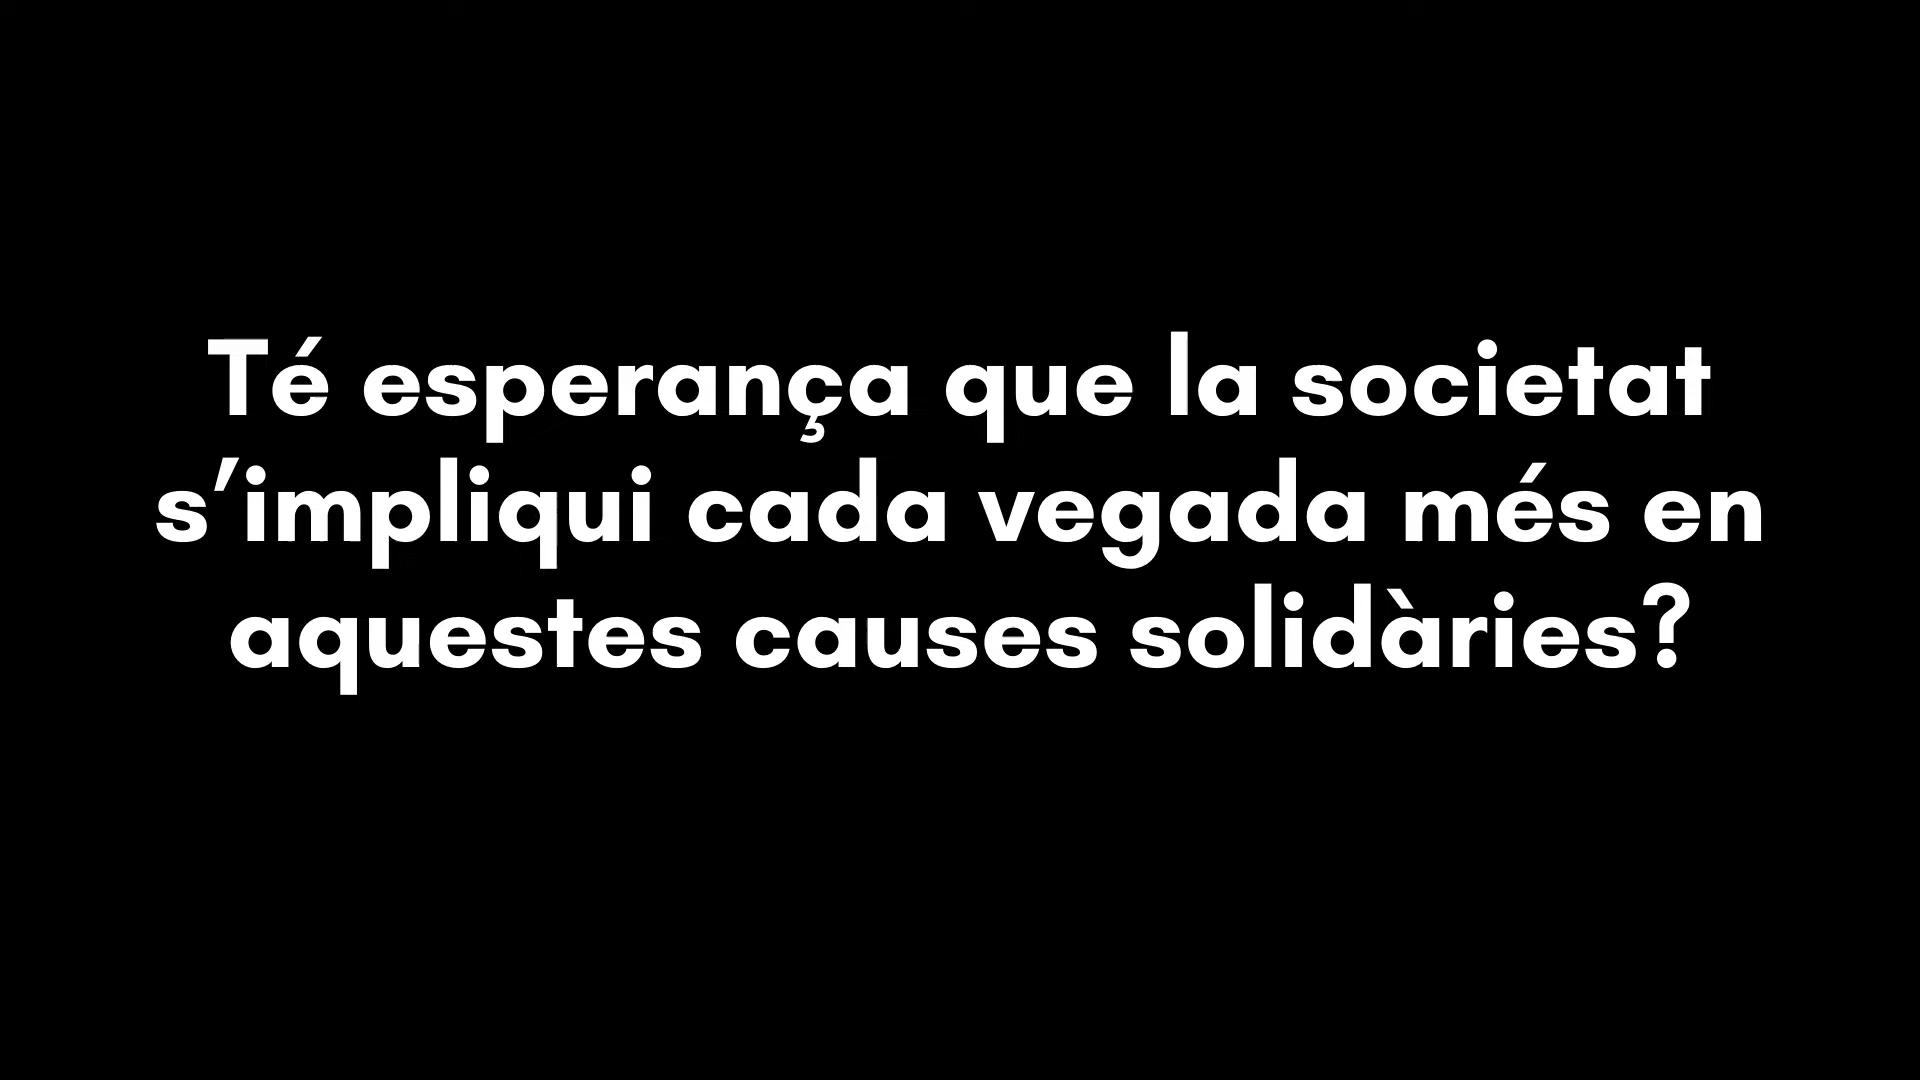 Té esperança que la societat
s’impliqui cada vegada més en
aquestes causes solidàries?